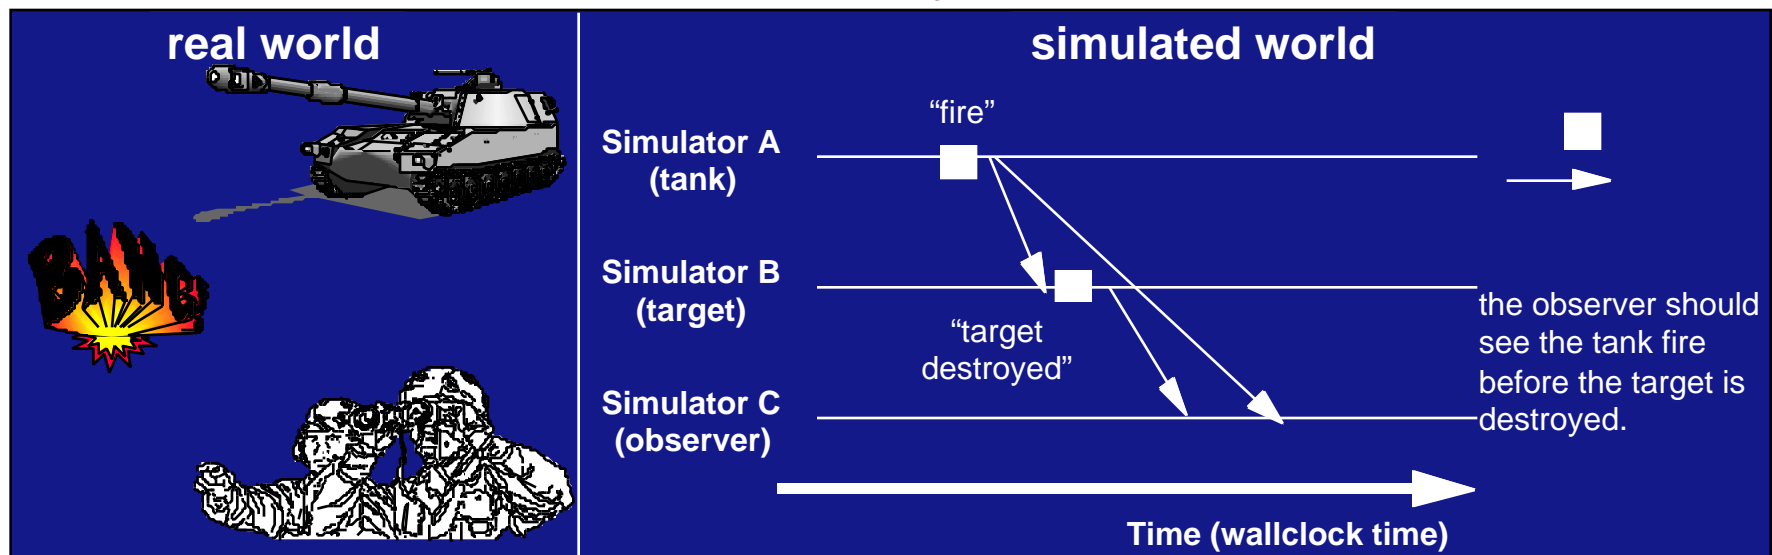 real world
BANG
simulated world
“fire”
Simulator A
(tank)
Simulator B
(target)
“target
destroyed”
Simulator C
(observer)
the observer should
see the tank fire
before the target is
destroyed.
Time (wallclock time)